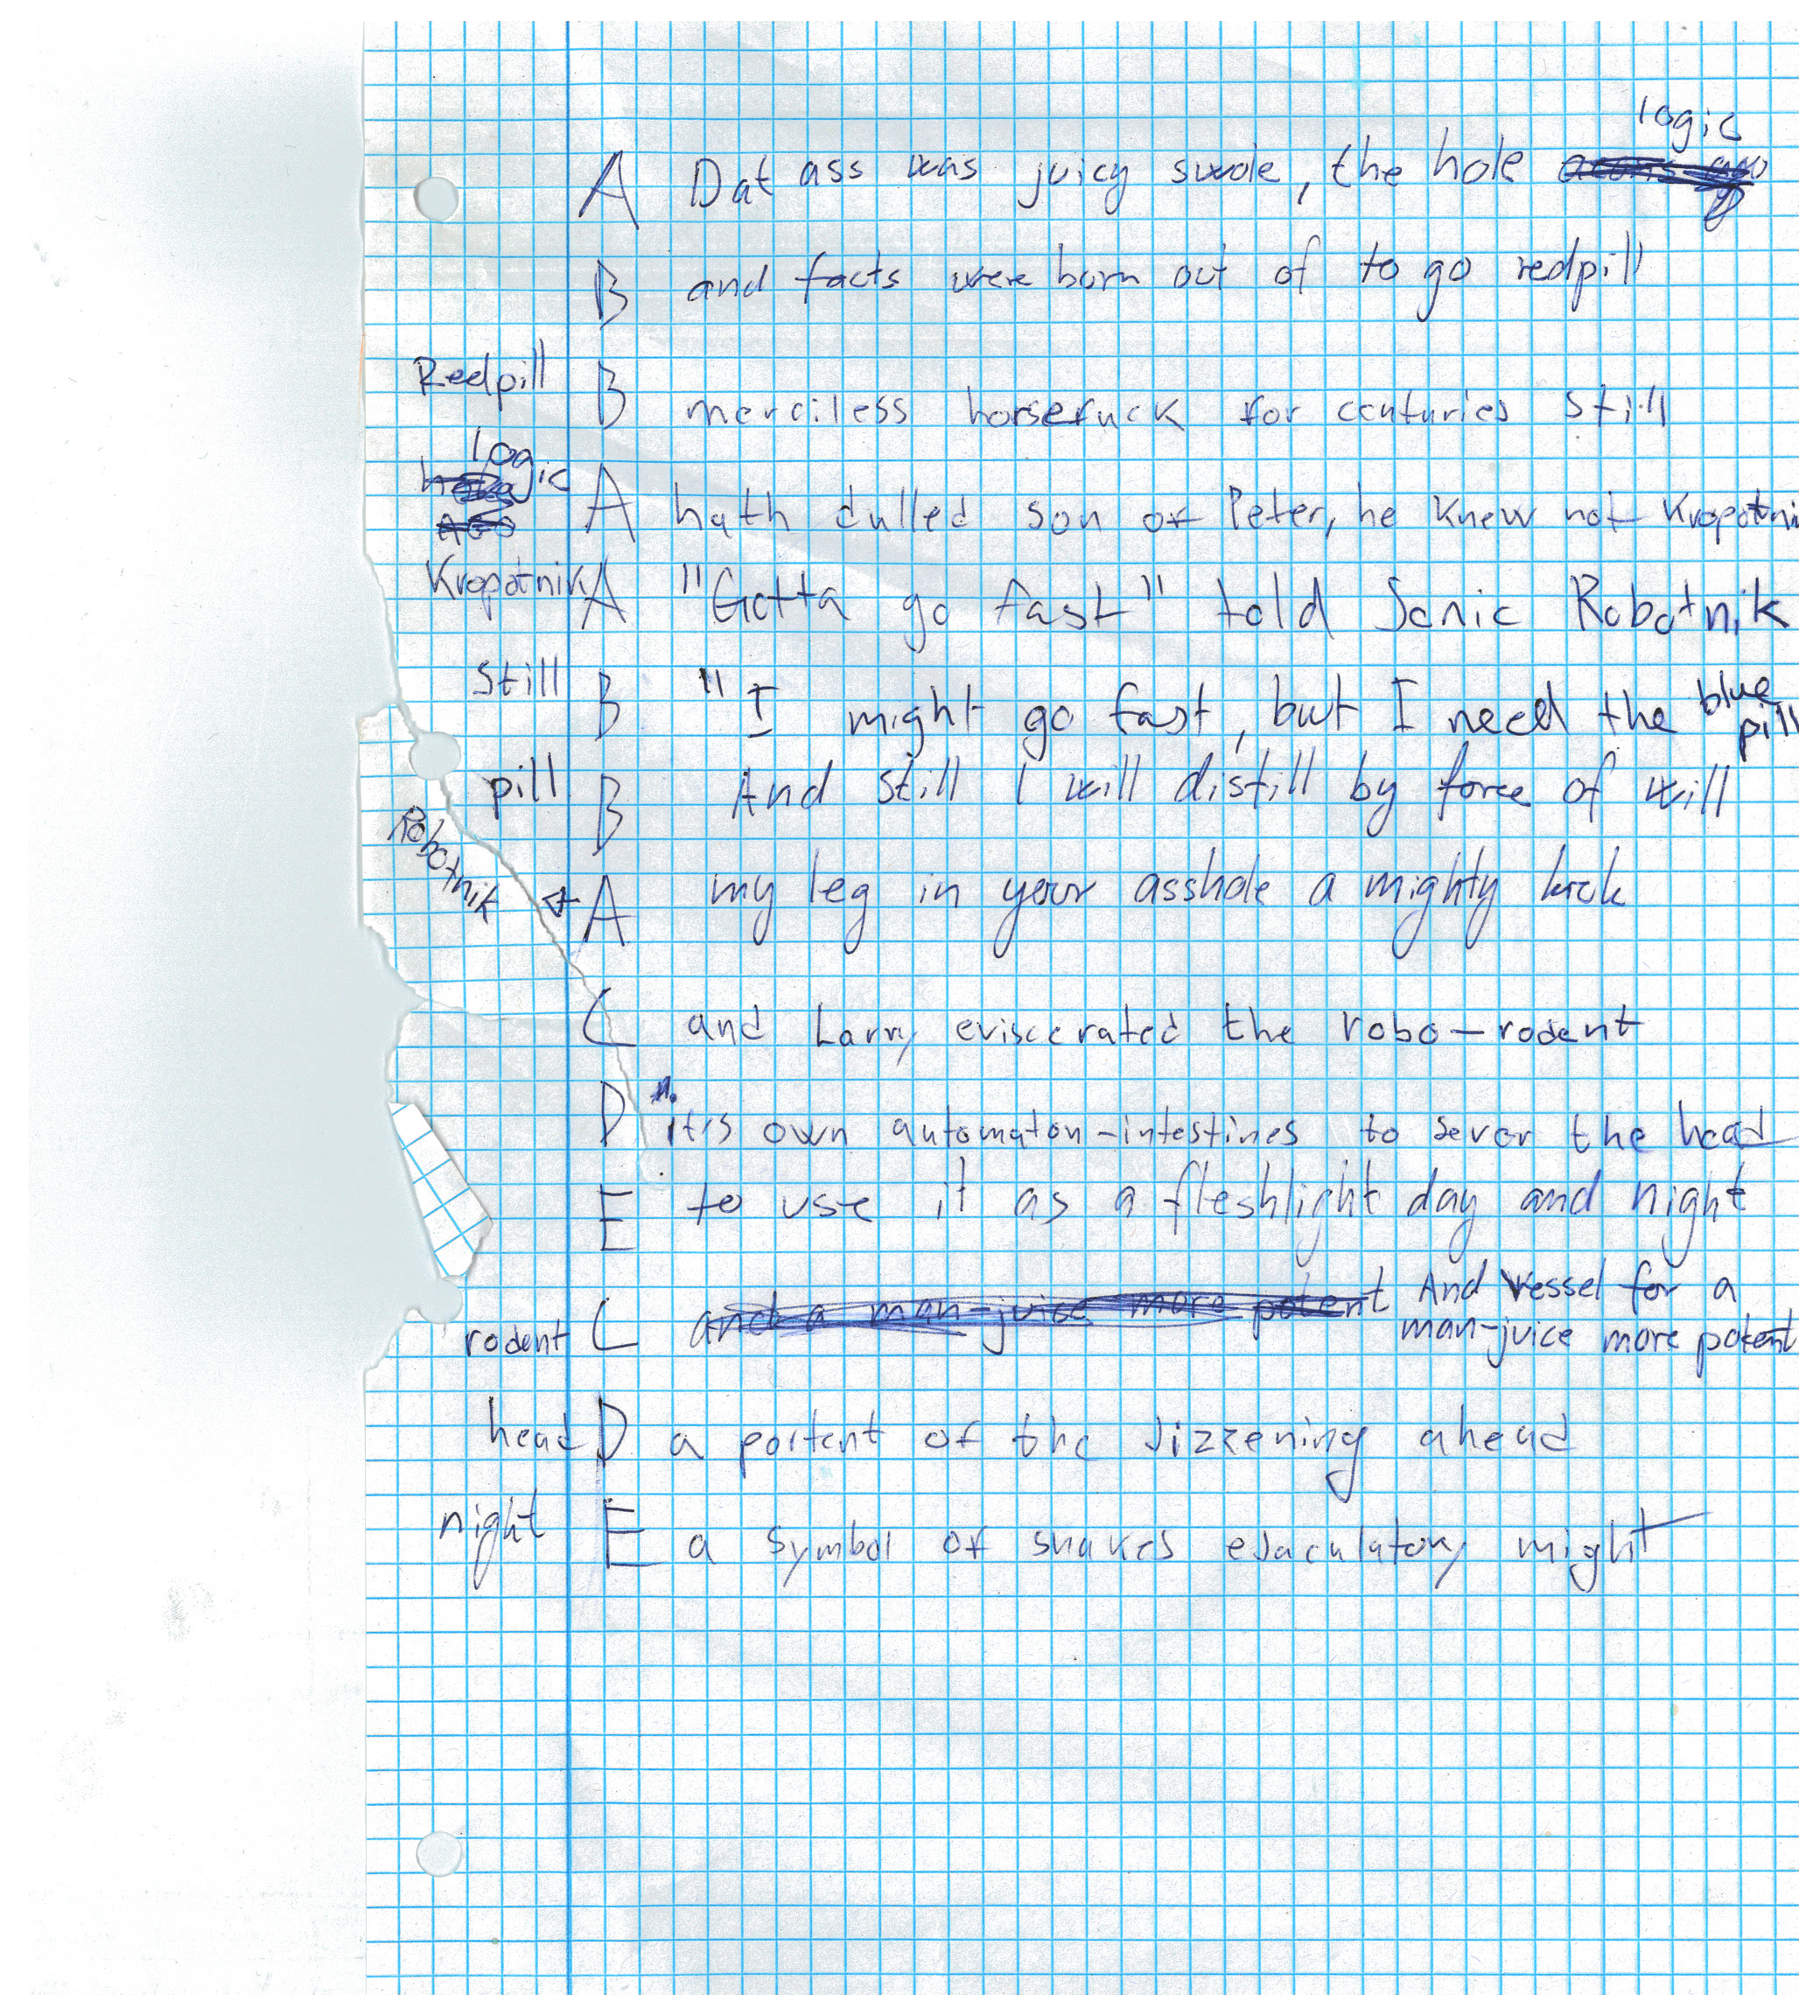 logic
A Dat ass was juicy swole, the hole
B and facts were born out of to go redpill
Redpill B merciless horsefuck for centuries still
logic
A hath dulled son of Peter, he knew not Kropotni
Kropotnik A "Gotta go fast" told Sonic Robotnik
Still B "I might go fast, but I need the blue pill
pill B And still I will distill by force of will
Robotnik A my leg in your asshole a mighty kick
C and Larry eviscerated the robo-rodent
D it's own automaton-intestines to sever the head
E to use it as a fleshlight day and night
rodent C and a man-juice more potent And Vessel for a
man-juice more potent
head D a portent of the Jizzening ahead
night E a symbol of snakes ejaculatory might